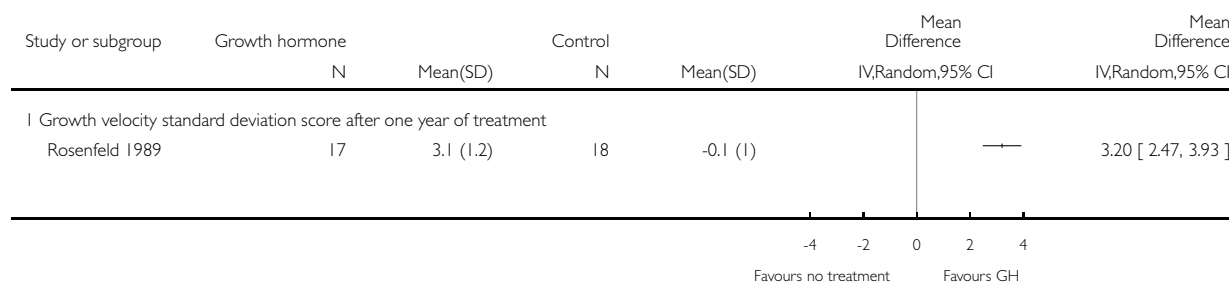 Study or subgroup Growth hormone Control Mean Difference Mean Difference
N Mean(SD) N Mean(SD) IV,Random,95% CI IV,Random,95% CI
1 Growth velocity standard deviation score after one year of treatment
Rosenfeld 1989 17 3.1 (1.2) 18 -0.1 (1) 3.20 [ 2.47, 3.93 ]
-4 -2 0 2 4
Favours no treatment Favours GH